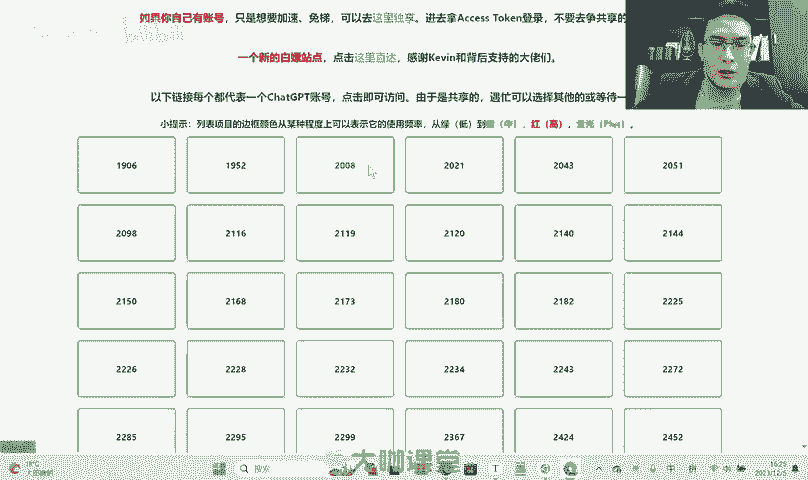 如果你自己有账号，只是想要加速、免梯，可以去这里独享。进去拿Access Token登录，不要去争共享的
一个新的白嫖站点，点击这里直达，感谢Kevin和背后支持的大佬们。
以下链接每个都代表一个ChatGPT账号，点击即可访问。由于是共享的，遇忙可以选择其他的或等待一
小提示：列表项目的边框颜色从某种程度上可以表示它的使用频率，从绿（低）到黄（中），红（高），
1906 1952 2008 2021 2043 2051
2098 2116 2119 2120 2140 2144
2150 2168 2173 2180 2182 2225
2226 2228 2232 2234 2243 2272
2285 2295 2299 2367 2424 2452
大咖课堂
搜索
中
拼